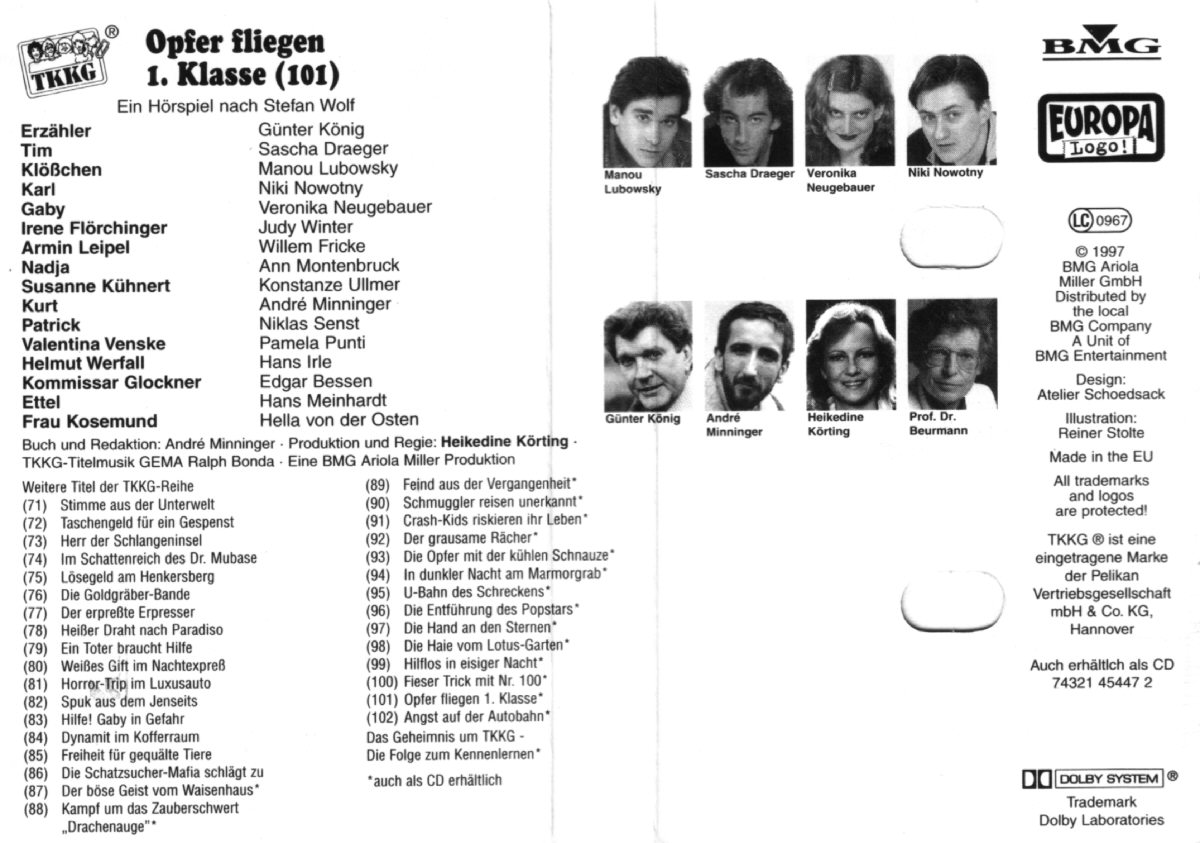 TKKG ®
Opfer fliegen
1. Klasse (101)
Ein Hörspiel nach Stefan Wolf
Erzähler Günter König
Tim Sascha Draeger
Klößchen Manou Lubowsky
Karl Niki Nowotny
Gaby Veronika Neugebauer
Irene Flörchinger Judy Winter
Armin Leipel Willem Fricke
Nadja Ann Montenbruck
Susanne Kühnert Konstanze Ullmer
Kurt André Minninger
Patrick Niklas Senst
Valentina Venske Pamela Punti
Helmut Werfall Hans Irle
Kommissar Glockner Edgar Bessen
Ettel Hans Meinhardt
Frau Kosemund Hella von der Osten
Buch und Redaktion: André Minninger · Produktion und Regie: Heikedine Körting ·
TKKG-Titelmusik GEMA Ralph Bonda · Eine BMG Ariola Miller Produktion
Weitere Titel der TKKG-Reihe
(71) Stimme aus der Unterwelt
(72) Taschengeld für ein Gespenst
(73) Herr der Schlangeninsel
(74) Im Schattenreich des Dr. Mubase
(75) Lösegeld am Henkersberg
(76) Die Goldgräber-Bande
(77) Der erpreßte Erpresser
(78) Heißer Draht nach Paradiso
(79) Ein Toter braucht Hilfe
(80) Weißes Gift im Nachtexpreß
(81) Horror-Trip im Luxusauto
(82) Spuk aus dem Jenseits
(83) Hilfe! Gaby in Gefahr
(84) Dynamit im Kofferraum
(85) Freiheit für gequälte Tiere
(86) Die Schatzsucher-Mafia schlägt zu
(87) Der böse Geist vom Waisenhaus*
(88) Kampf um das Zauberschwert
„Drachenauge"*
(89) Feind aus der Vergangenheit*
(90) Schmuggler reisen unerkannt*
(91) Crash-Kids riskieren ihr Leben*
(92) Der grausame Rächer*
(93) Die Opfer mit der kühlen Schnauze*
(94) In dunkler Nacht am Marmorgrab*
(95) U-Bahn des Schreckens*
(96) Die Entführung des Popstars*
(97) Die Hand an den Sternen*
(98) Die Haie vom Lotus-Garten*
(99) Hilflos in eisiger Nacht*
(100) Fieser Trick mit Nr. 100*
(101) Opfer fliegen 1. Klasse*
(102) Angst auf der Autobahn*
Das Geheimnis um TKKG -
Die Folge zum Kennenlernen*
*auch als CD erhältlich
Manou
Lubowsky
Sascha Draeger
Veronika
Neugebauer
Niki Nowotny
Günter König
André
Minninger
Heikedine
Körting
Prof. Dr.
Beurmann
BMG
EUROPA
Logo!
LC 0967
© 1997
BMG Ariola
Miller GmbH
Distributed by
the local
BMG Company
A Unit of
BMG Entertainment
Design:
Atelier Schoedsack
Illustration:
Reiner Stolte
Made in the EU
All trademarks
and logos
are protected!
TKKG ® ist eine
eingetragene Marke
der Pelikan
Vertriebsgesellschaft
mbH & Co. KG,
Hannover
Auch erhältlch als CD
74321 45447 2
DOLBY SYSTEM ®
Trademark
Dolby Laboratories